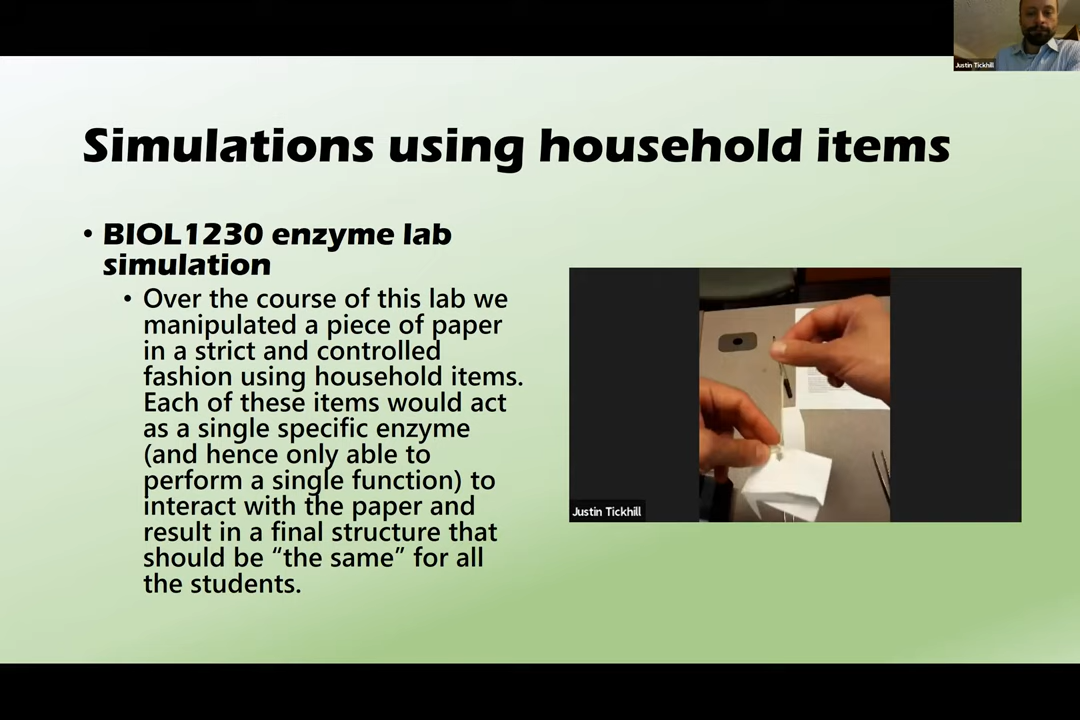 Justin Tickhill
Simulations using household items
• BIOL1230 enzyme lab
simulation
• Over the course of this lab we
manipulated a piece of paper
in a strict and controlled
fashion using household items.
Each of these items would act
as a single specific enzyme
(and hence only able to
perform a single function) to
interact with the paper and
result in a final structure that
should be “the same” for all
the students.
Justin Tickhill